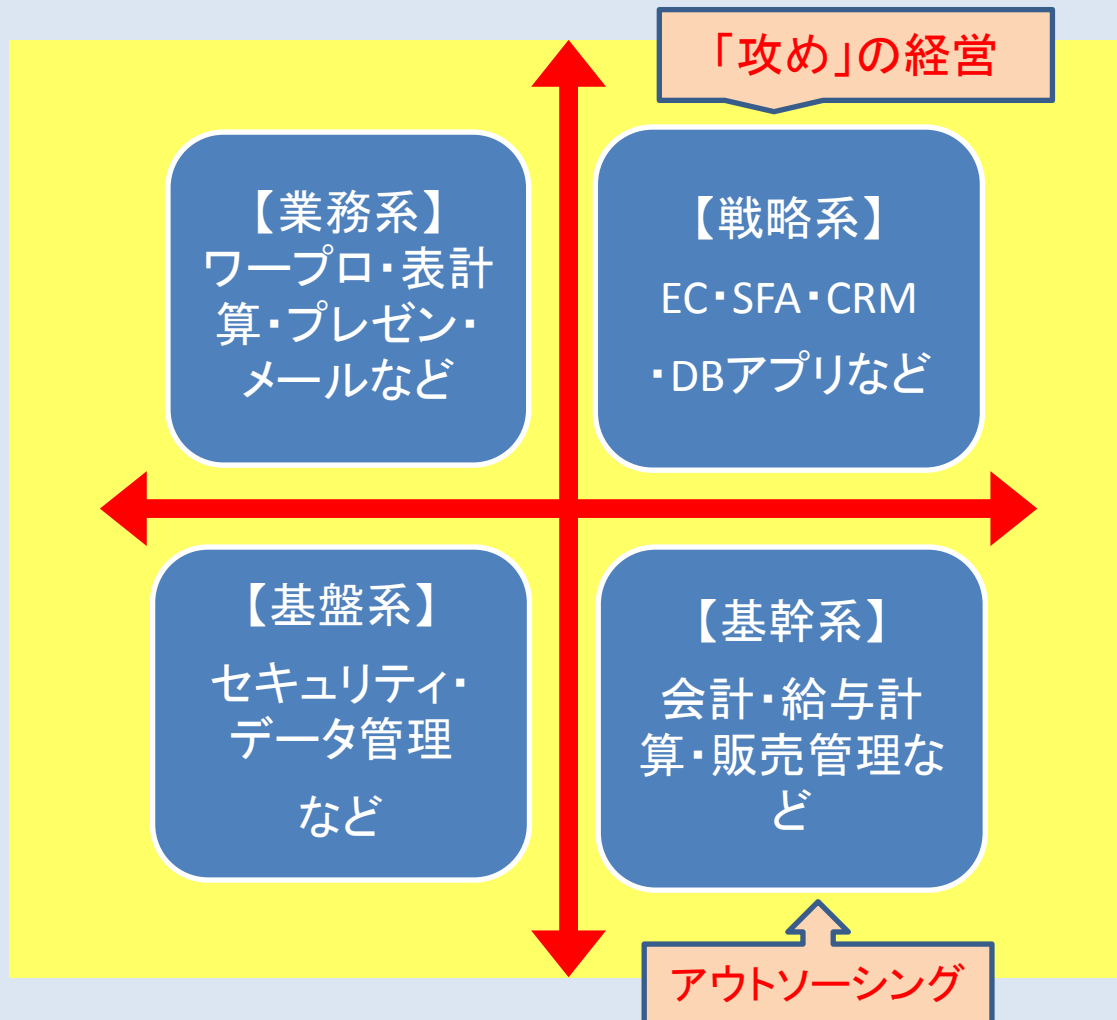 「攻め」の経営
【業務系】
ワープロ・表計
算・プレゼン・
メールなど
【戦略系】
EC・SFA・CRM
・DBアプリなど
【基盤系】
セキュリティ・
データ管理
など
【基幹系】
会計・給与計
算・販売管理な
ど
アウトソーシング